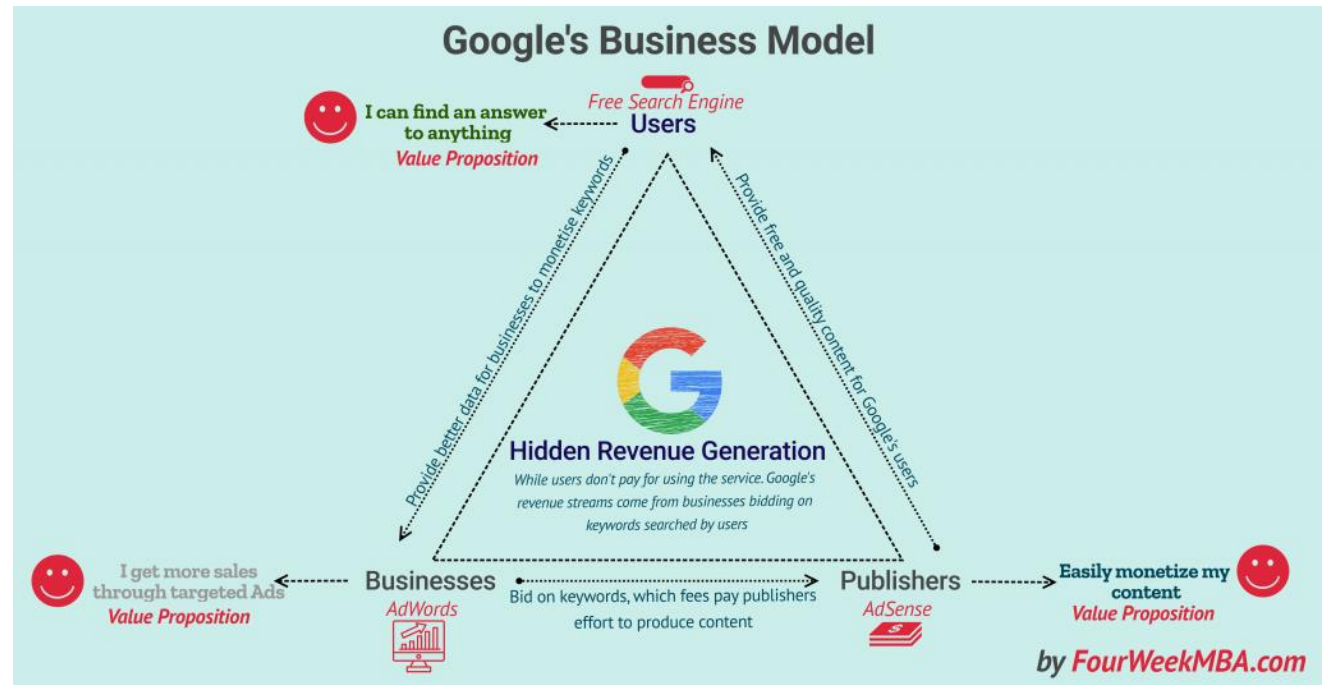 Google's Business Model
Free Search Engine
Users
I can find an answer
to anything
Value Proposition
Provide better data for businesses to monetise keywords
Provide free and quality content for Google's users
G
Hidden Revenue Generation
While users don't pay for using the service. Google's
revenue streams come from businesses bidding on
keywords searched by users
I get more sales
through targeted Ads
Value Proposition
Businesses
AdWords
Bid on keywords, which fees pay publishers
effort to produce content
Publishers
AdSense
$
Easily monetize my
content
Value Proposition
by FourWeekMBA.com